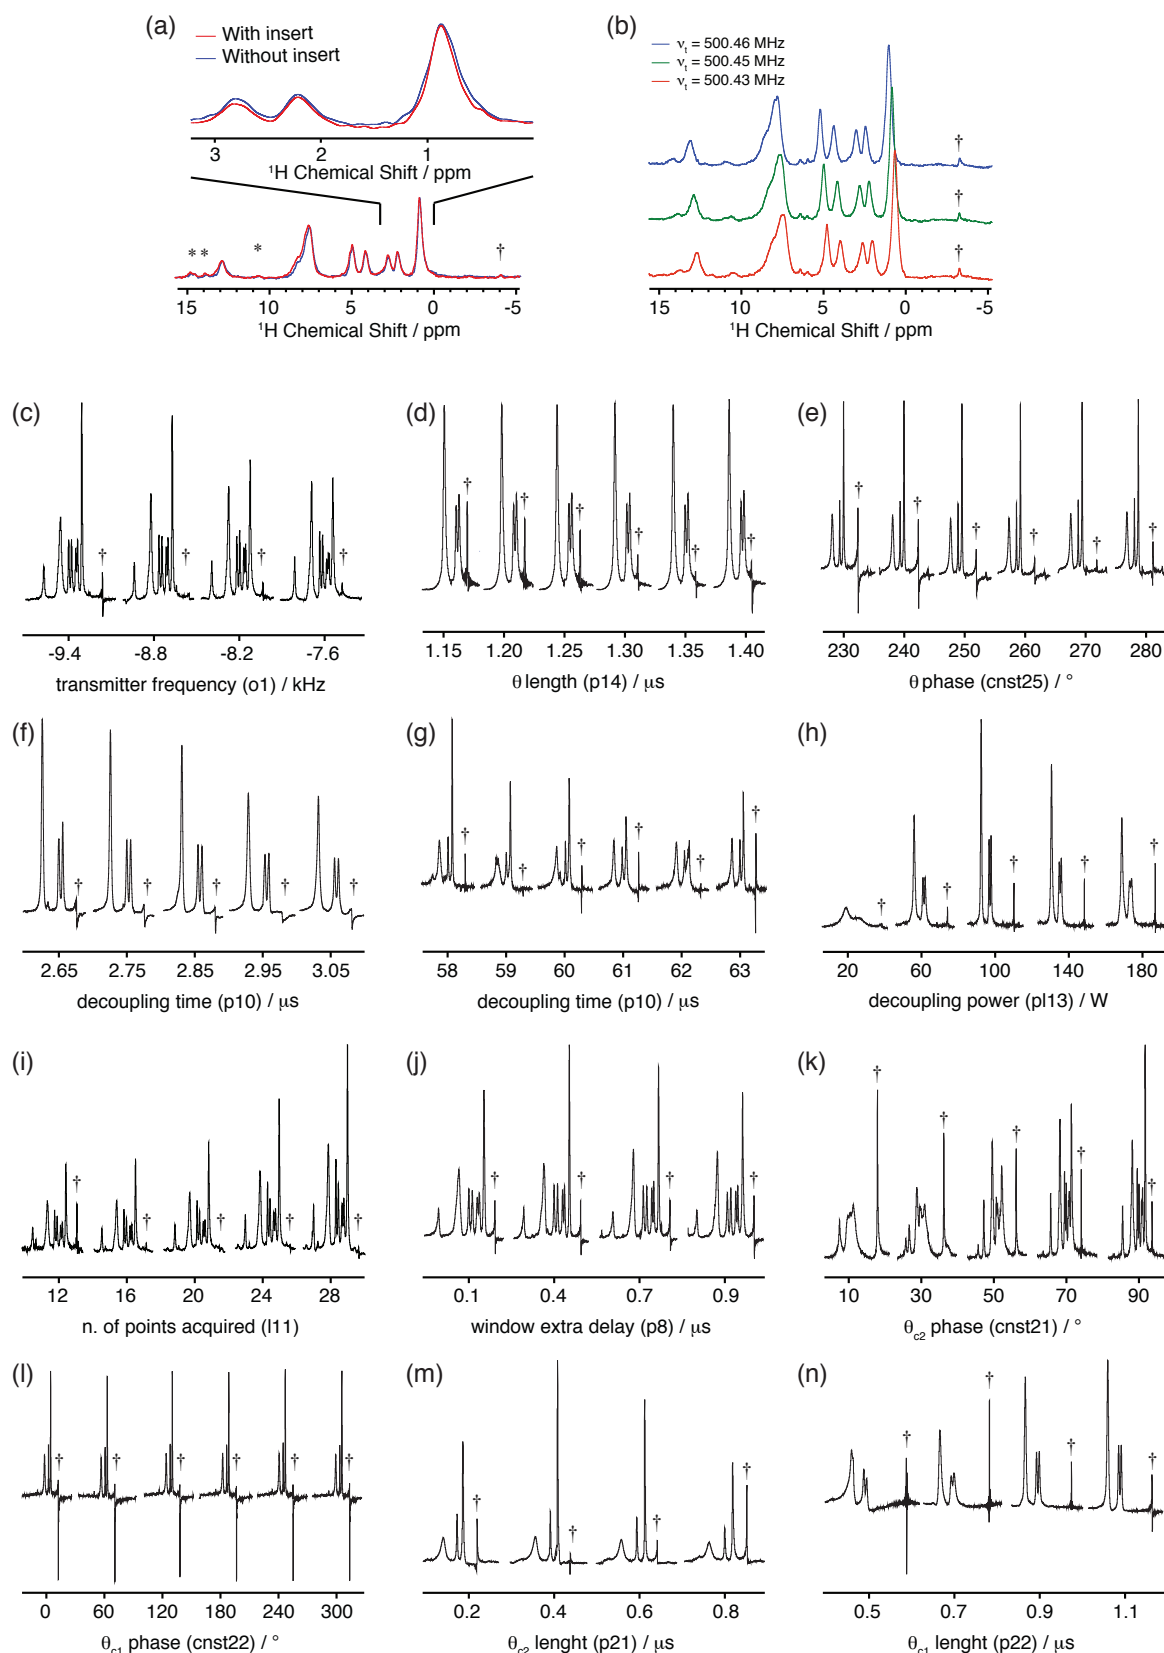 (a)
With insert
Without insert
3 2 1
¹H Chemical Shift / ppm
* * * †
15 10 5 0 -5
¹H Chemical Shift / ppm
(b)
ν_t = 500.46 MHz
ν_t = 500.45 MHz
ν_t = 500.43 MHz
†
†
†
15 10 5 0 -5
¹H Chemical Shift / ppm
(c)
† † † †
-9.4 -8.8 -8.2 -7.6
transmitter frequency (o1) / kHz
(d)
† † † † † †
1.15 1.20 1.25 1.30 1.35 1.40
θ length (p14) / μs
(e)
† † † † † †
230 240 250 260 270 280
θ phase (cnst25) / °
(f)
† † † † †
2.65 2.75 2.85 2.95 3.05
decoupling time (p10) / μs
(g)
† † † † † †
58 59 60 61 62 63
decoupling time (p10) / μs
(h)
† † † † †
20 60 100 140 180
decoupling power (pl13) / W
(i)
† † † † †
12 16 20 24 28
n. of points acquired (l11)
(j)
† † † †
0.1 0.4 0.7 0.9
window extra delay (p8) / μs
(k)
† † † † †
10 30 50 70 90
θ_c2 phase (cnst21) / °
(l)
† † † † † †
0 60 120 180 240 300
θ_c1 phase (cnst22) / °
(m)
† † † †
0.2 0.4 0.6 0.8
θ_c2 lenght (p21) / μs
(n)
† † † †
0.5 0.7 0.9 1.1
θ_c1 lenght (p22) / μs